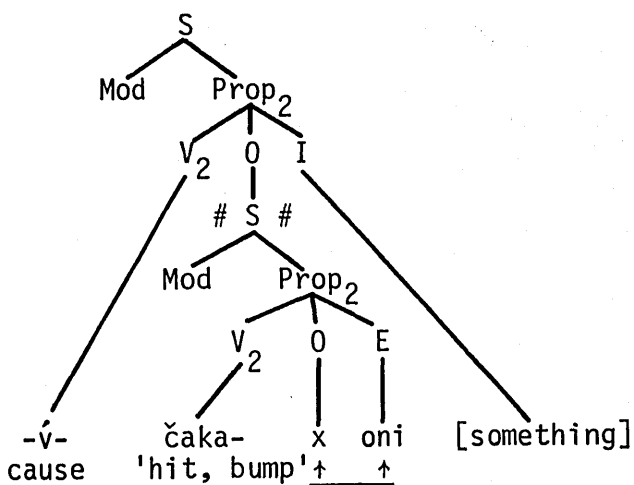 S
Mod Prop2
V2 O I
# S #
Mod Prop2
V2 O E
-v́- čaka- x oni [something]
cause 'hit, bump' ↑ ↑